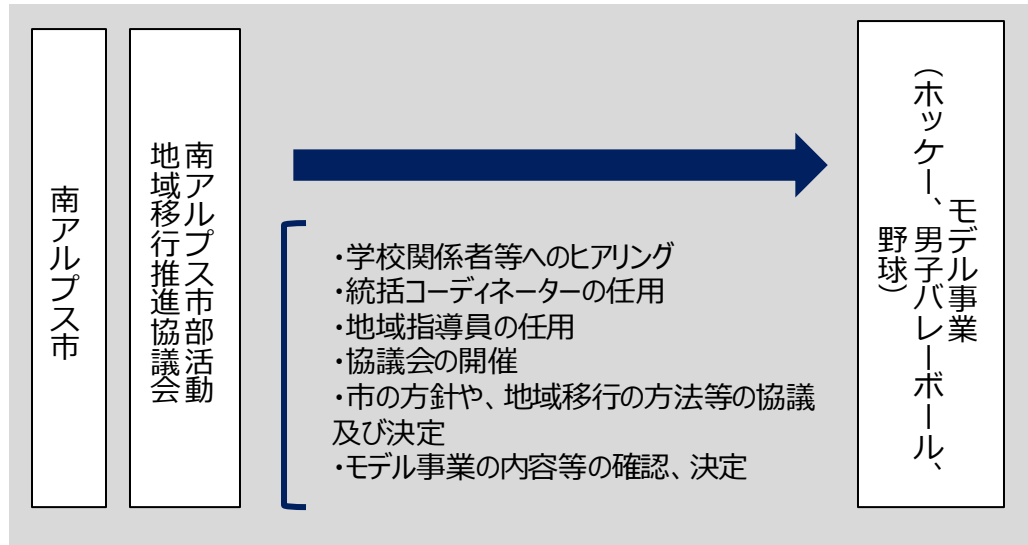 南アルプス市
南アルプス市部活動
地域移行推進協議会
・学校関係者等へのヒアリング
・統括コーディネーターの任用
・地域指導員の任用
・協議会の開催
・市の方針や、地域移行の方法等の協議
及び決定
・モデル事業の内容等の確認、決定
モデル事業
（ホッケー、男子バレーボール、
野球）